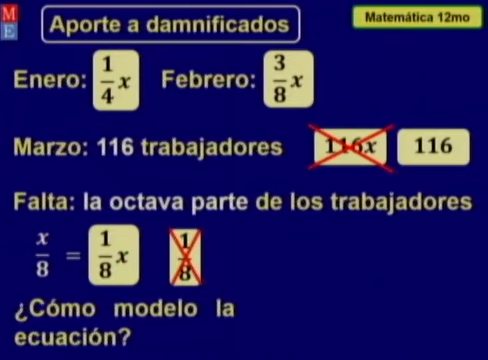 M
E
Aporte a damnificados
Matemática 12mo
Enero: 1/4 x Febrero: 3/8 x
Marzo: 116 trabajadores 116x 116
Falta: la octava parte de los trabajadores
x/8 = 1/8 x 1/8
¿Cómo modelo la
ecuación?